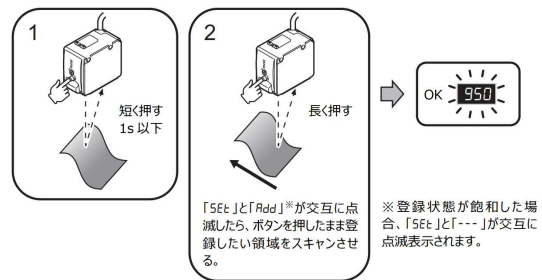 1
短く押す
1s 以下
2
長く押す
「SEt」と「Add」※が交互に点
滅したら、ボタンを押したまま登
録したい領域をスキャンさせ
る。
OK 950
※登録状態が飽和した場
合、「SEt」と「---」が交互に
点滅表示されます。